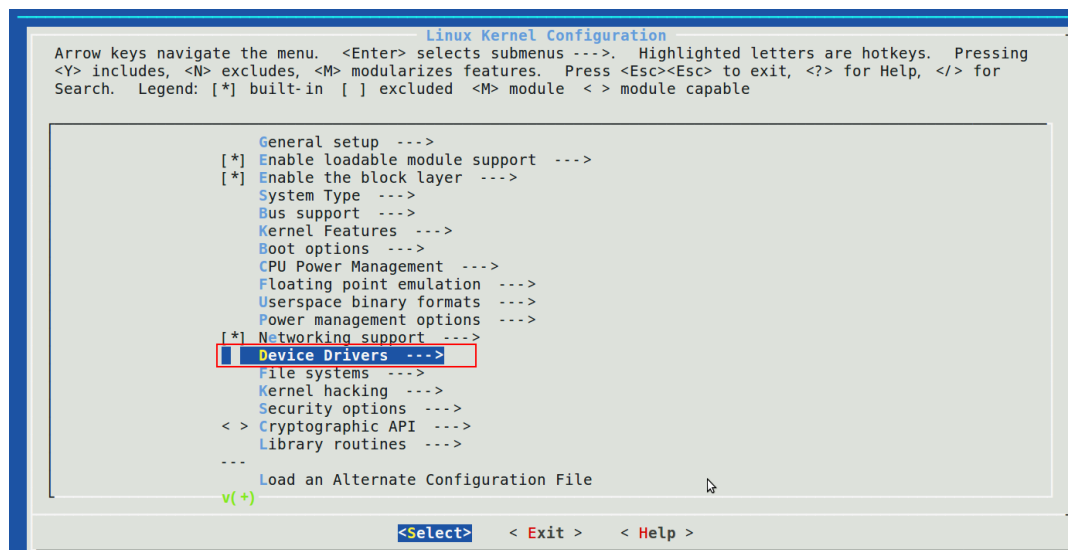 Linux Kernel Configuration
Arrow keys navigate the menu.  <Enter> selects submenus --->.  Highlighted letters are hotkeys.  Pressing
<Y> includes, <N> excludes, <M> modularizes features.  Press <Esc><Esc> to exit, <?> for Help, </> for
Search.  Legend: [*] built-in  [ ] excluded  <M> module  < > module capable
General setup  --->
[*] Enable loadable module support  --->
[*] Enable the block layer  --->
System Type  --->
Bus support  --->
Kernel Features  --->
Boot options  --->
CPU Power Management  --->
Floating point emulation  --->
Userspace binary formats  --->
Power management options  --->
[*] Networking support  --->
Device Drivers  --->
File systems  --->
Kernel hacking  --->
Security options  --->
< > Cryptographic API  --->
Library routines  --->
---
Load an Alternate Configuration File
v(+)
<Select>    < Exit >    < Help >